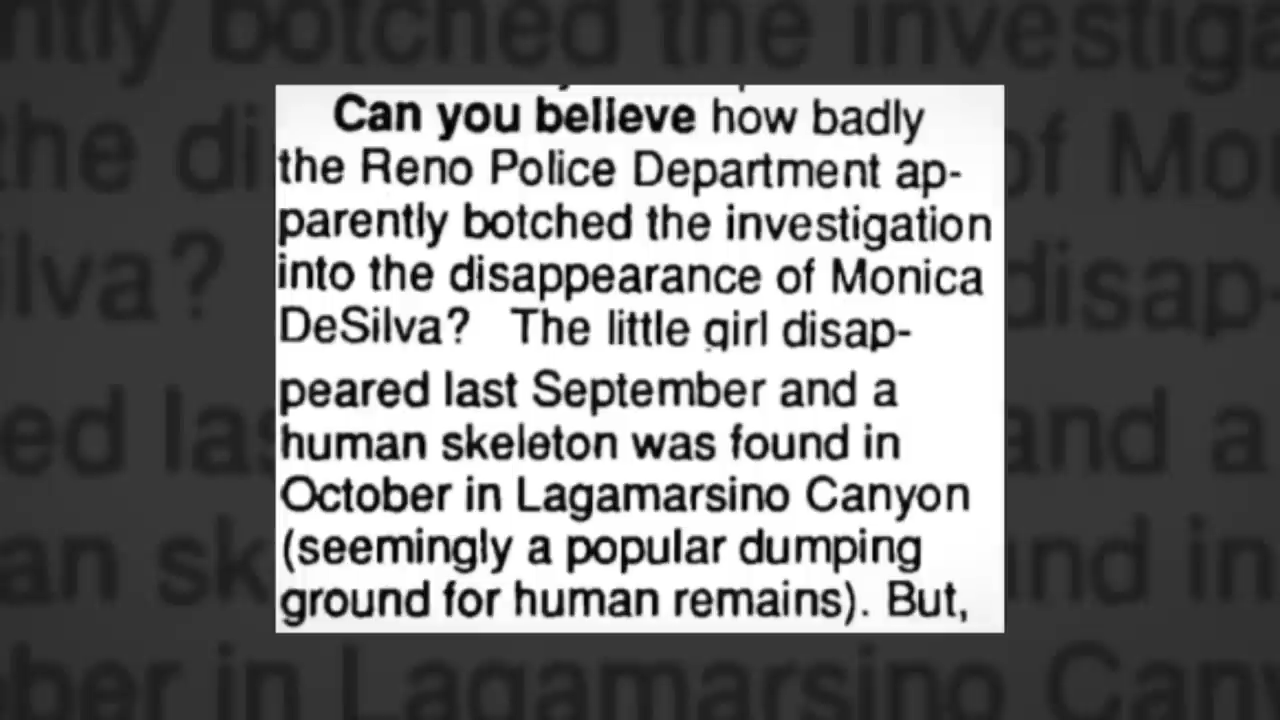 Can you believe how badly
the Reno Police Department ap-
parently botched the investigation
into the disappearance of Monica
DeSilva? The little girl disap-
peared last September and a
human skeleton was found in
October in Lagamarsino Canyon
(seemingly a popular dumping
ground for human remains). But,